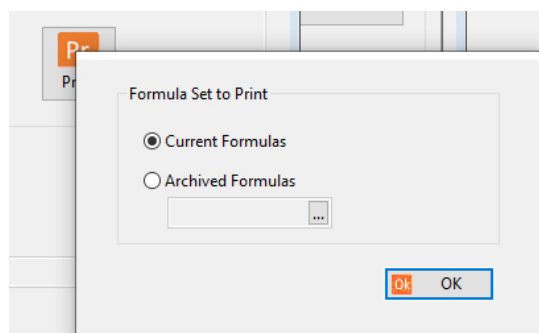 Pr
Pr
Formula Set to Print
Current Formulas
Archived Formulas
...
Ok OK